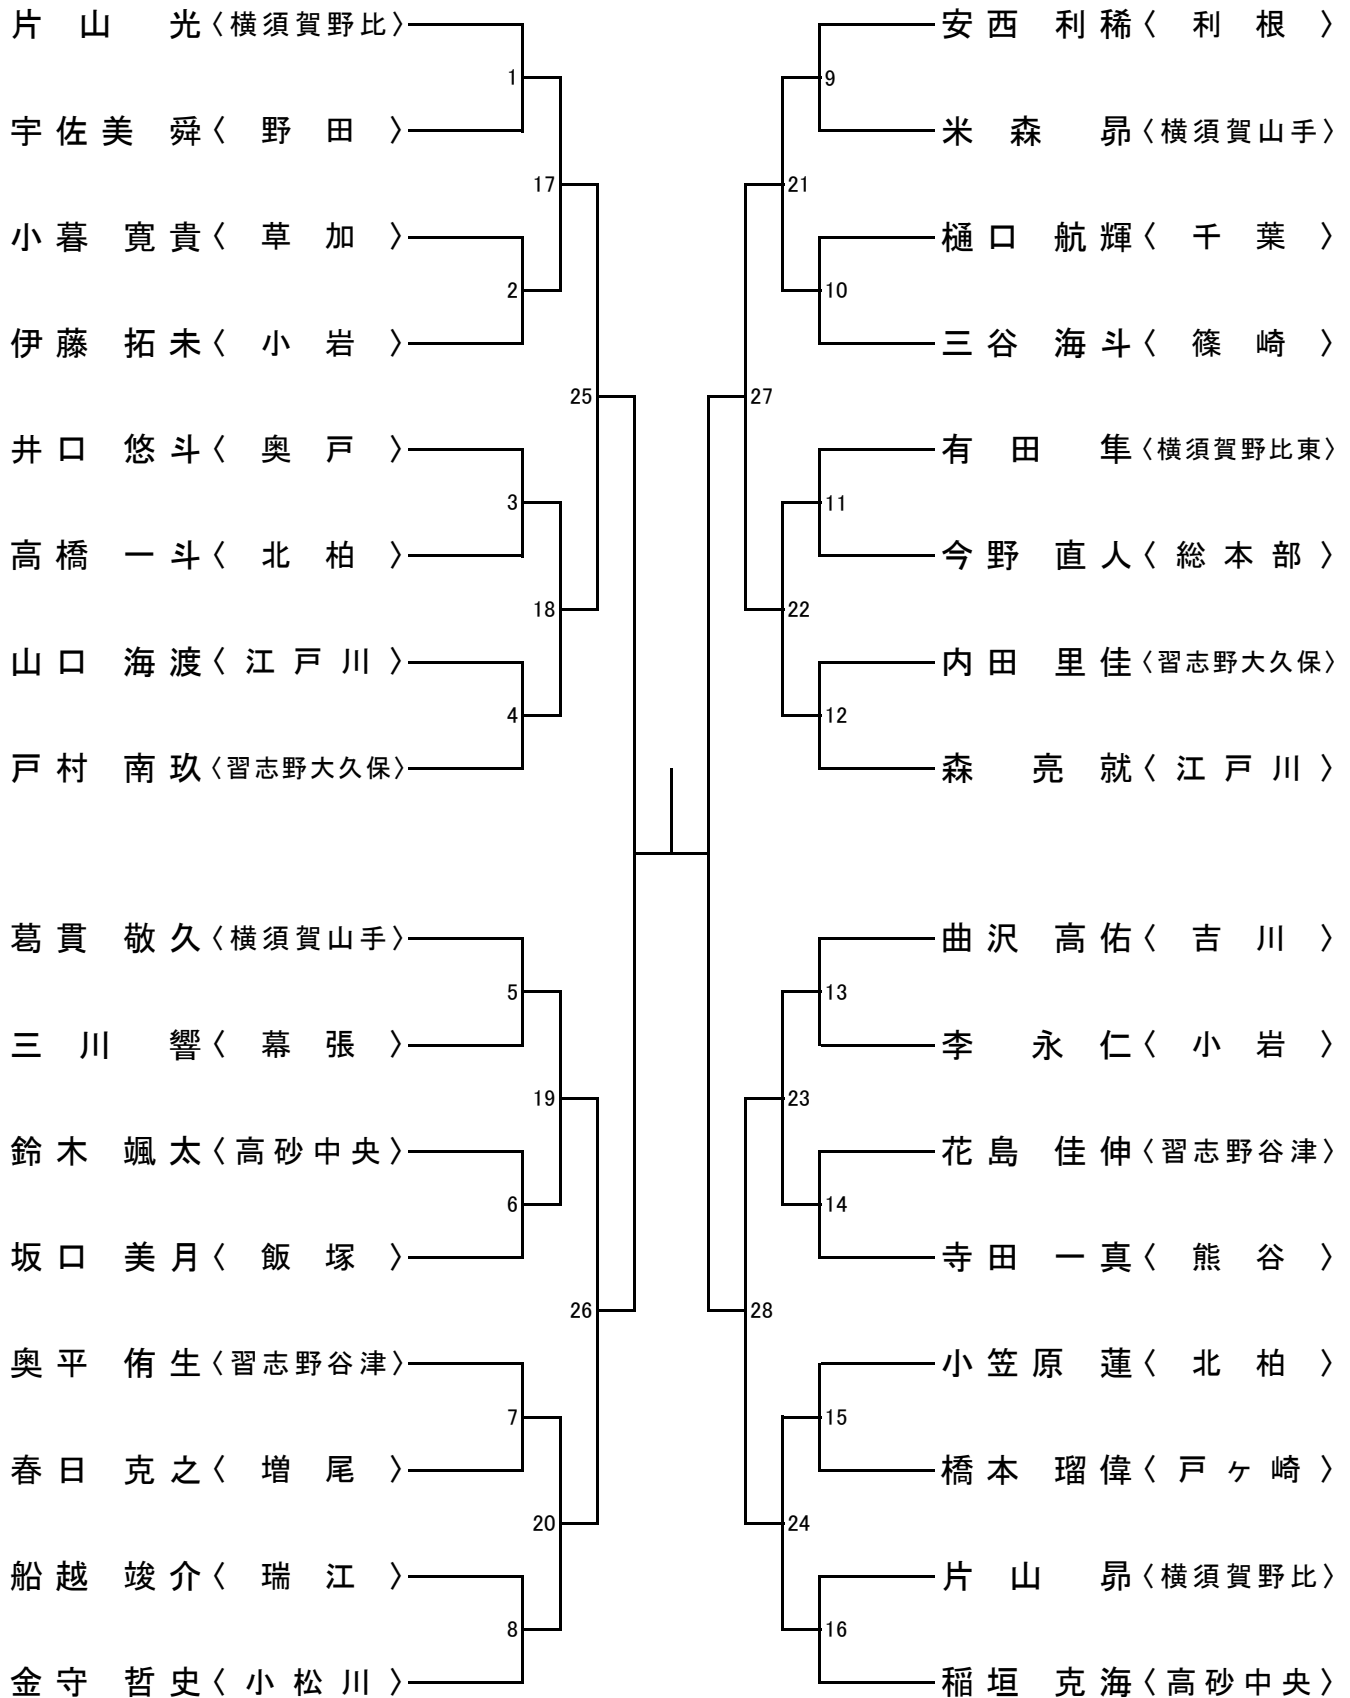 片山 光〈横須賀野比〉
1
宇佐美 舜〈野田〉
17
小暮 寛貴〈草加〉
2
伊藤 拓未〈小岩〉
25
井口 悠斗〈奥戸〉
3
高橋 一斗〈北柏〉
18
山口 海渡〈江戸川〉
4
戸村 南玖〈習志野大久保〉
葛貫 敬久〈横須賀山手〉
5
三川 響〈幕張〉
19
鈴木 颯太〈高砂中央〉
6
坂口 美月〈飯塚〉
26
奥平 侑生〈習志野谷津〉
7
春日 克之〈増尾〉
20
船越 竣介〈瑞江〉
8
金守 哲史〈小松川〉
安西 利稀〈利根〉
9
米森 昴〈横須賀山手〉
21
樋口 航輝〈千葉〉
10
三谷 海斗〈篠崎〉
27
有田 隼〈横須賀野比東〉
11
今野 直人〈総本部〉
22
内田 里佳〈習志野大久保〉
12
森 亮就〈江戸川〉
曲沢 高佑〈吉川〉
13
李 永仁〈小岩〉
23
花島 佳伸〈習志野谷津〉
14
寺田 一真〈熊谷〉
28
小笠原 蓮〈北柏〉
15
橋本 瑠偉〈戸ヶ崎〉
24
片山 昴〈横須賀野比〉
16
稲垣 克海〈高砂中央〉